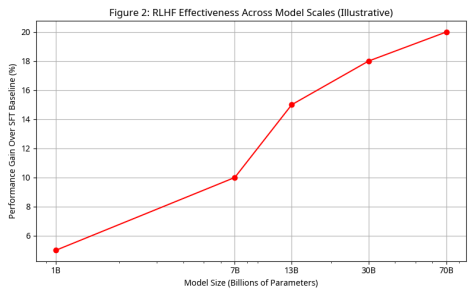 Figure 2: RLHF Effectiveness Across Model Scales (Illustrative)
Performance Gain Over SFT Baseline (%)
20
18
16
14
12
10
8
6
1B 7B 13B 30B 70B
Model Size (Billions of Parameters)